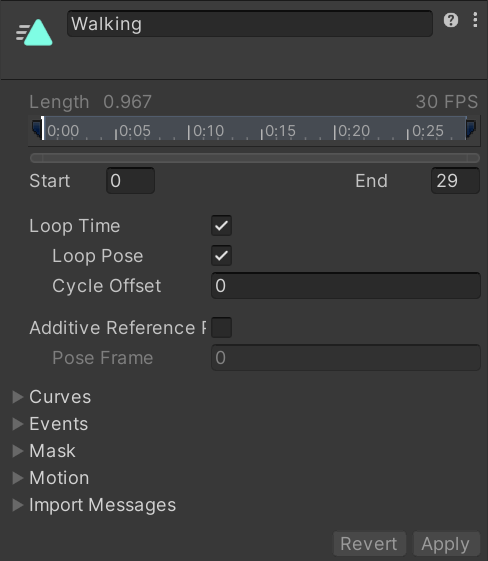 Walking
Length 0.967 30 FPS
0;00 0;05 0;10 0;15 0;20 0;25
Start 0 End 29
Loop Time
Loop Pose
Cycle Offset 0
Additive Reference P
Pose Frame 0
Curves
Events
Mask
Motion
Import Messages
Revert Apply